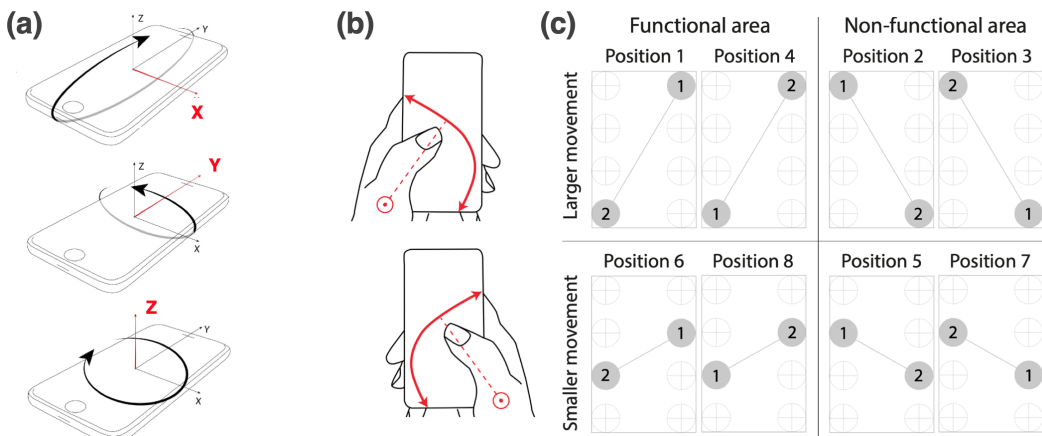 (a)
Z
Y
X
Z
Y
X
Z
Y
X
(b)
(c)
Functional area
Non-functional area
Position 1
Position 4
Position 2
Position 3
Larger movement
1
2
1
2
2
1
2
1
Position 6
Position 8
Position 5
Position 7
Smaller movement
1
2
1
2
2
1
2
1